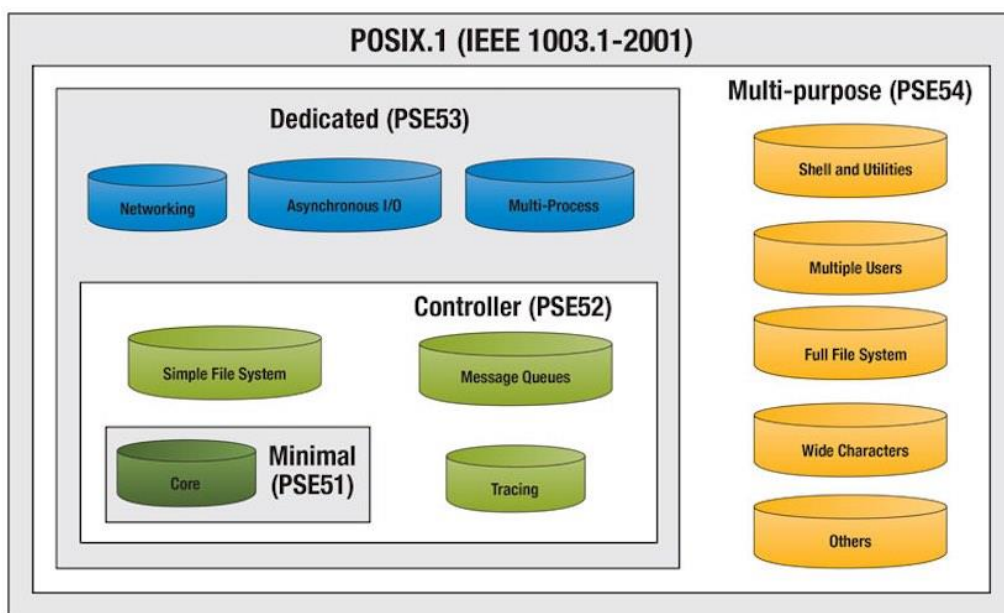 POSIX.1 (IEEE 1003.1-2001)
Multi-purpose (PSE54)
Dedicated (PSE53)
Shell and Utilities
Networking
Asynchronous I/O
Multi-Process
Multiple Users
Controller (PSE52)
Full File System
Simple File System
Message Queues
Minimal
(PSE51)
Core
Tracing
Wide Characters
Others